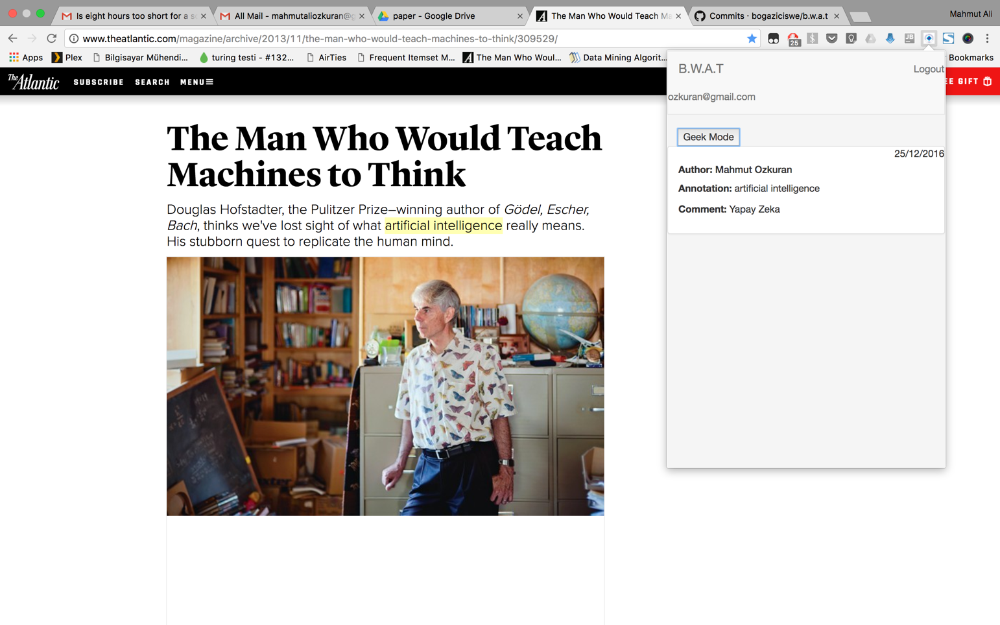 Is eight hours too short for a s
All Mail - mahmutaliozkuran@g
paper - Google Drive
The Man Who Would Teach Ma
Commits · bogaziciswe/b.w.a.t
Mahmut Ali
www.theatlantic.com/magazine/archive/2013/11/the-man-who-would-teach-machines-to-think/309529/
25
JB
Apps
Plex
Bilgisayar Mühendi...
turing testi - #132...
AirTies
Frequent Itemset M...
The Man Who Woul...
Data Mining Algorit...
Bookmarks
The Atlantic
SUBSCRIBE
SEARCH
MENU
EE GIFT
B.W.A.T
Logout
ozkuran@gmail.com
Geek Mode
25/12/2016
Author: Mahmut Ozkuran
Annotation: artificial intelligence
Comment: Yapay Zeka
The Man Who Would Teach
Machines to Think
Douglas Hofstadter, the Pulitzer Prize–winning author of Gödel, Escher,
Bach, thinks we've lost sight of what artificial intelligence really means.
His stubborn quest to replicate the human mind.